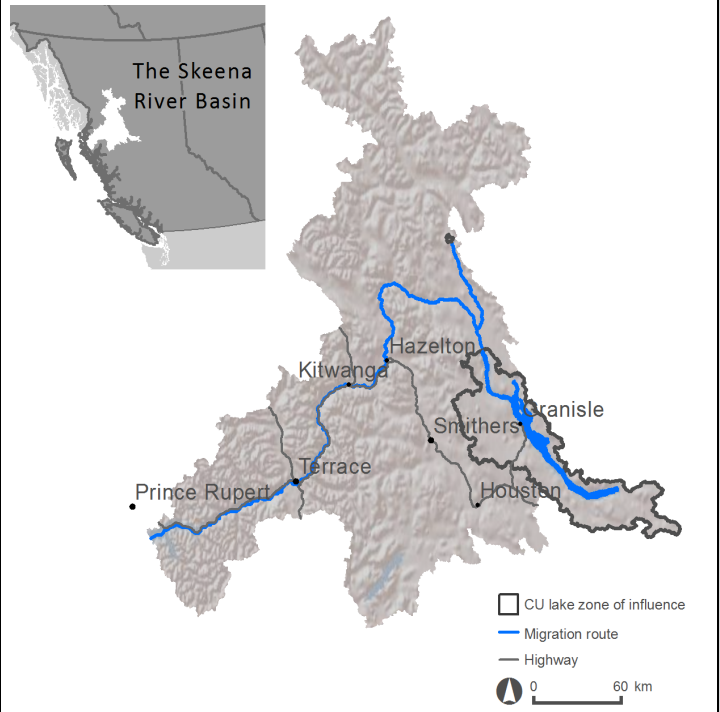 The Skeena
River Basin
Hazelton
Kitwanga
Granisle
Smithers
Terrace
Prince Rupert
Houston
CU lake zone of influence
Migration route
Highway
0 60 km